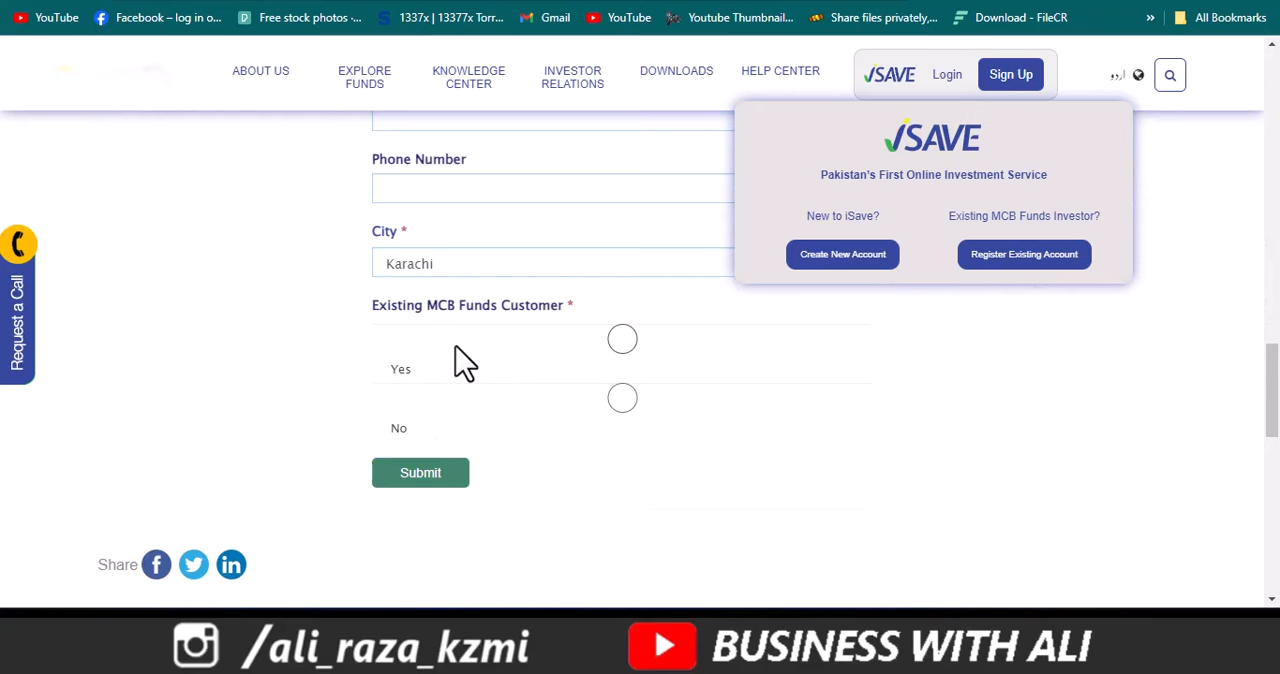 YouTube
Facebook – log in o...
Free stock photos ·...
1337x | 13377x Torr...
Gmail
YouTube
Youtube Thumbnail...
Share files privately,...
Download - FileCR
»
All Bookmarks
ABOUT US
EXPLORE
FUNDS
KNOWLEDGE
CENTER
INVESTOR
RELATIONS
DOWNLOADS
HELP CENTER
iSAVE
Login
Sign Up
اردو
iSAVE
Pakistan's First Online Investment Service
New to iSave?
Existing MCB Funds Investor?
Create New Account
Register Existing Account
Phone Number
City *
Karachi
Existing MCB Funds Customer *
Yes
No
Submit
Request a Call
Share
/ali_raza_kzmi
BUSINESS WITH ALI